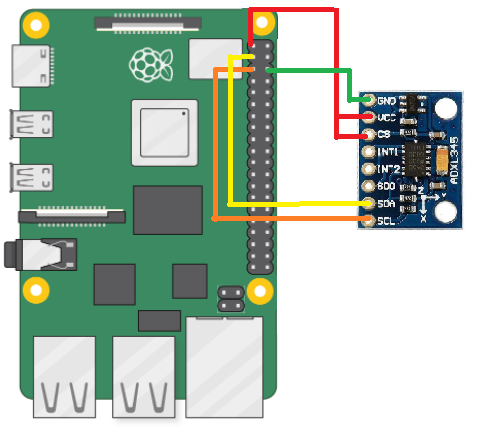 GND
VCC
CS
INT1
INT2
SDO
SDA
SCL
ADXL345
Z
Y
X